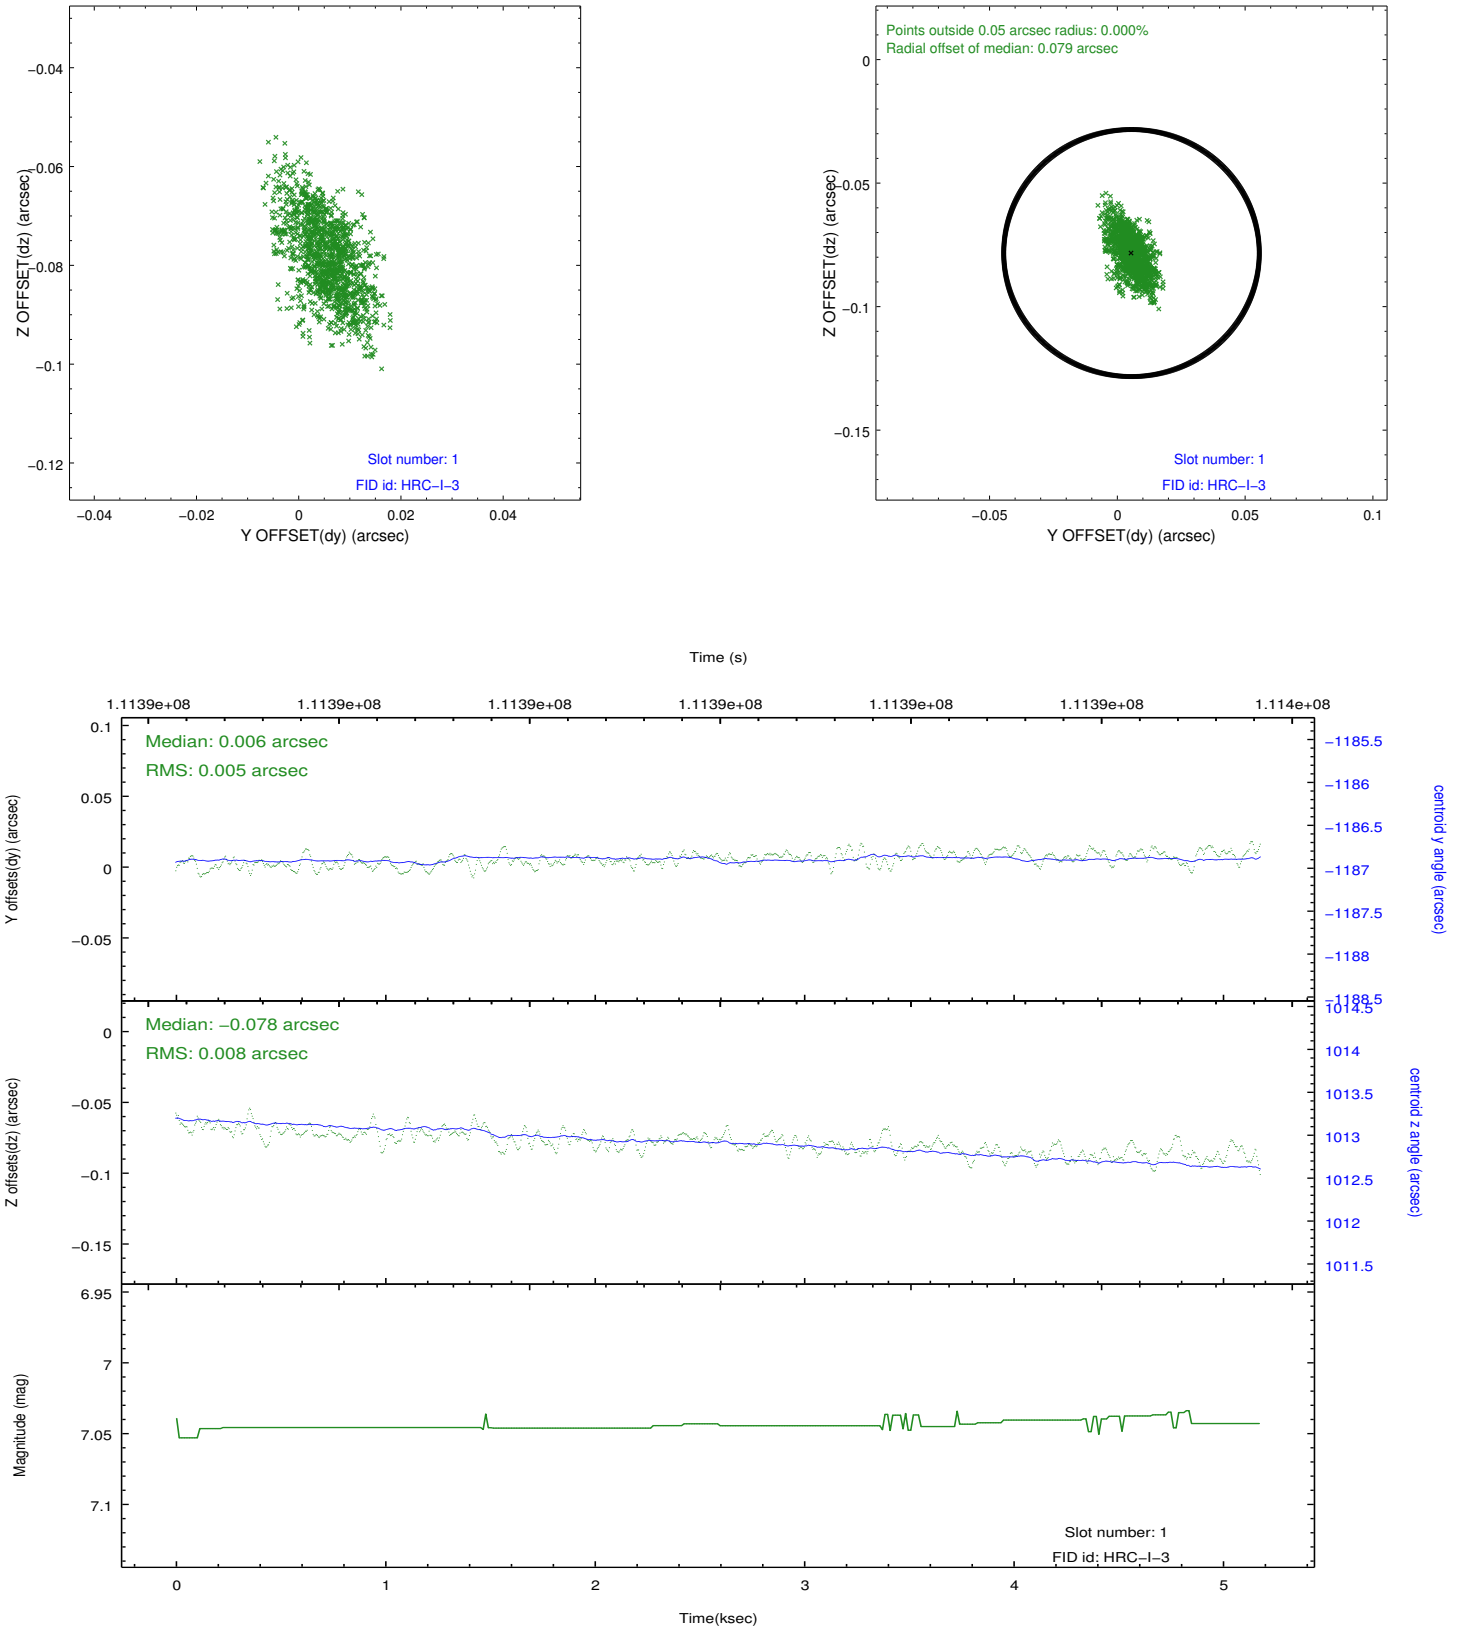 −0.04
−0.06
−0.08
−0.1
−0.12
Z OFFSET(dz) (arcsec)
Slot number: 1
FID id: HRC−I−3
−0.04 −0.02 0 0.02 0.04
Y OFFSET(dy) (arcsec)
Points outside 0.05 arcsec radius: 0.000%
Radial offset of median: 0.079 arcsec
0
−0.05
−0.1
−0.15
Z OFFSET(dz) (arcsec)
Slot number: 1
FID id: HRC−I−3
−0.05 0 0.05 0.1
Y OFFSET(dy) (arcsec)
Time (s)
1.1139e+08 1.1139e+08 1.1139e+08 1.1139e+08 1.1139e+08 1.1139e+08 1.114e+08
Median: 0.006 arcsec
RMS: 0.005 arcsec
0.1
0.05
0
−0.05
Y offsets(dy) (arcsec)
−1185.5
−1186
−1186.5
−1187
−1187.5
−1188
−1188.5
centroid y angle (arcsec)
Median: −0.078 arcsec
RMS: 0.008 arcsec
0
−0.05
−0.1
−0.15
Z offsets(dz) (arcsec)
1014.5
1014
1013.5
1013
1012.5
1012
1011.5
centroid z angle (arcsec)
6.95
7
7.05
7.1
Magnitude (mag)
Slot number: 1
FID id: HRC−I−3
0 1 2 3 4 5
Time(ksec)